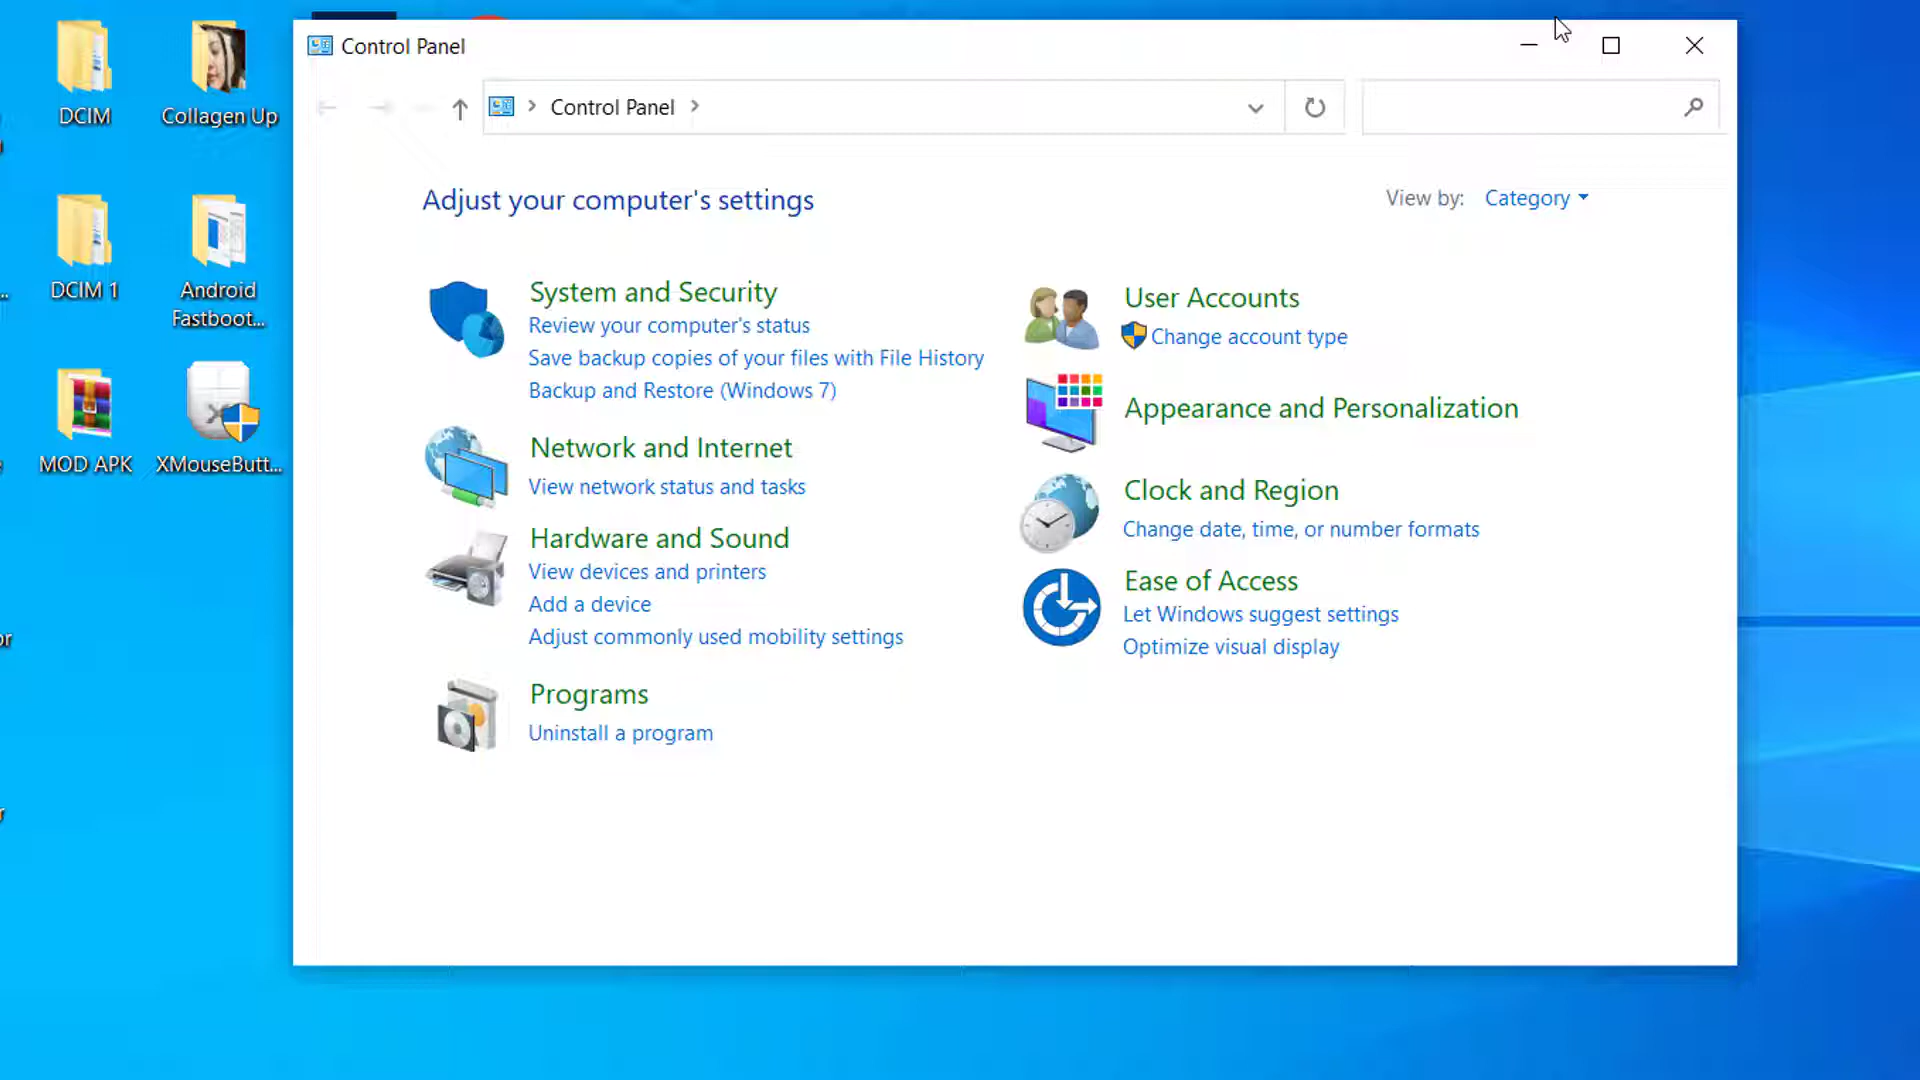 Control Panel
Control Panel
Adjust your computer's settings
View by: Category
System and Security
Review your computer's status
Save backup copies of your files with File History
Backup and Restore (Windows 7)
Network and Internet
View network status and tasks
Hardware and Sound
View devices and printers
Add a device
Adjust commonly used mobility settings
Programs
Uninstall a program
User Accounts
Change account type
Appearance and Personalization
Clock and Region
Change date, time, or number formats
Ease of Access
Let Windows suggest settings
Optimize visual display
DCIM
Collagen Up
DCIM 1
Android
Fastboot...
MOD APK
XMouseButt...